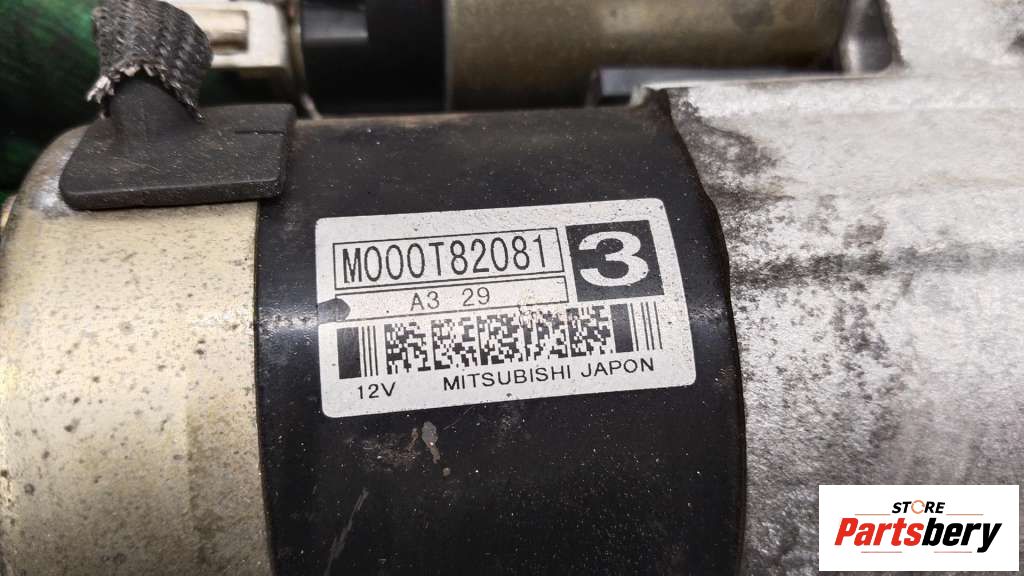 M000T82081
3
A3 29
12V MITSUBISHI JAPON
STORE
Partsbery